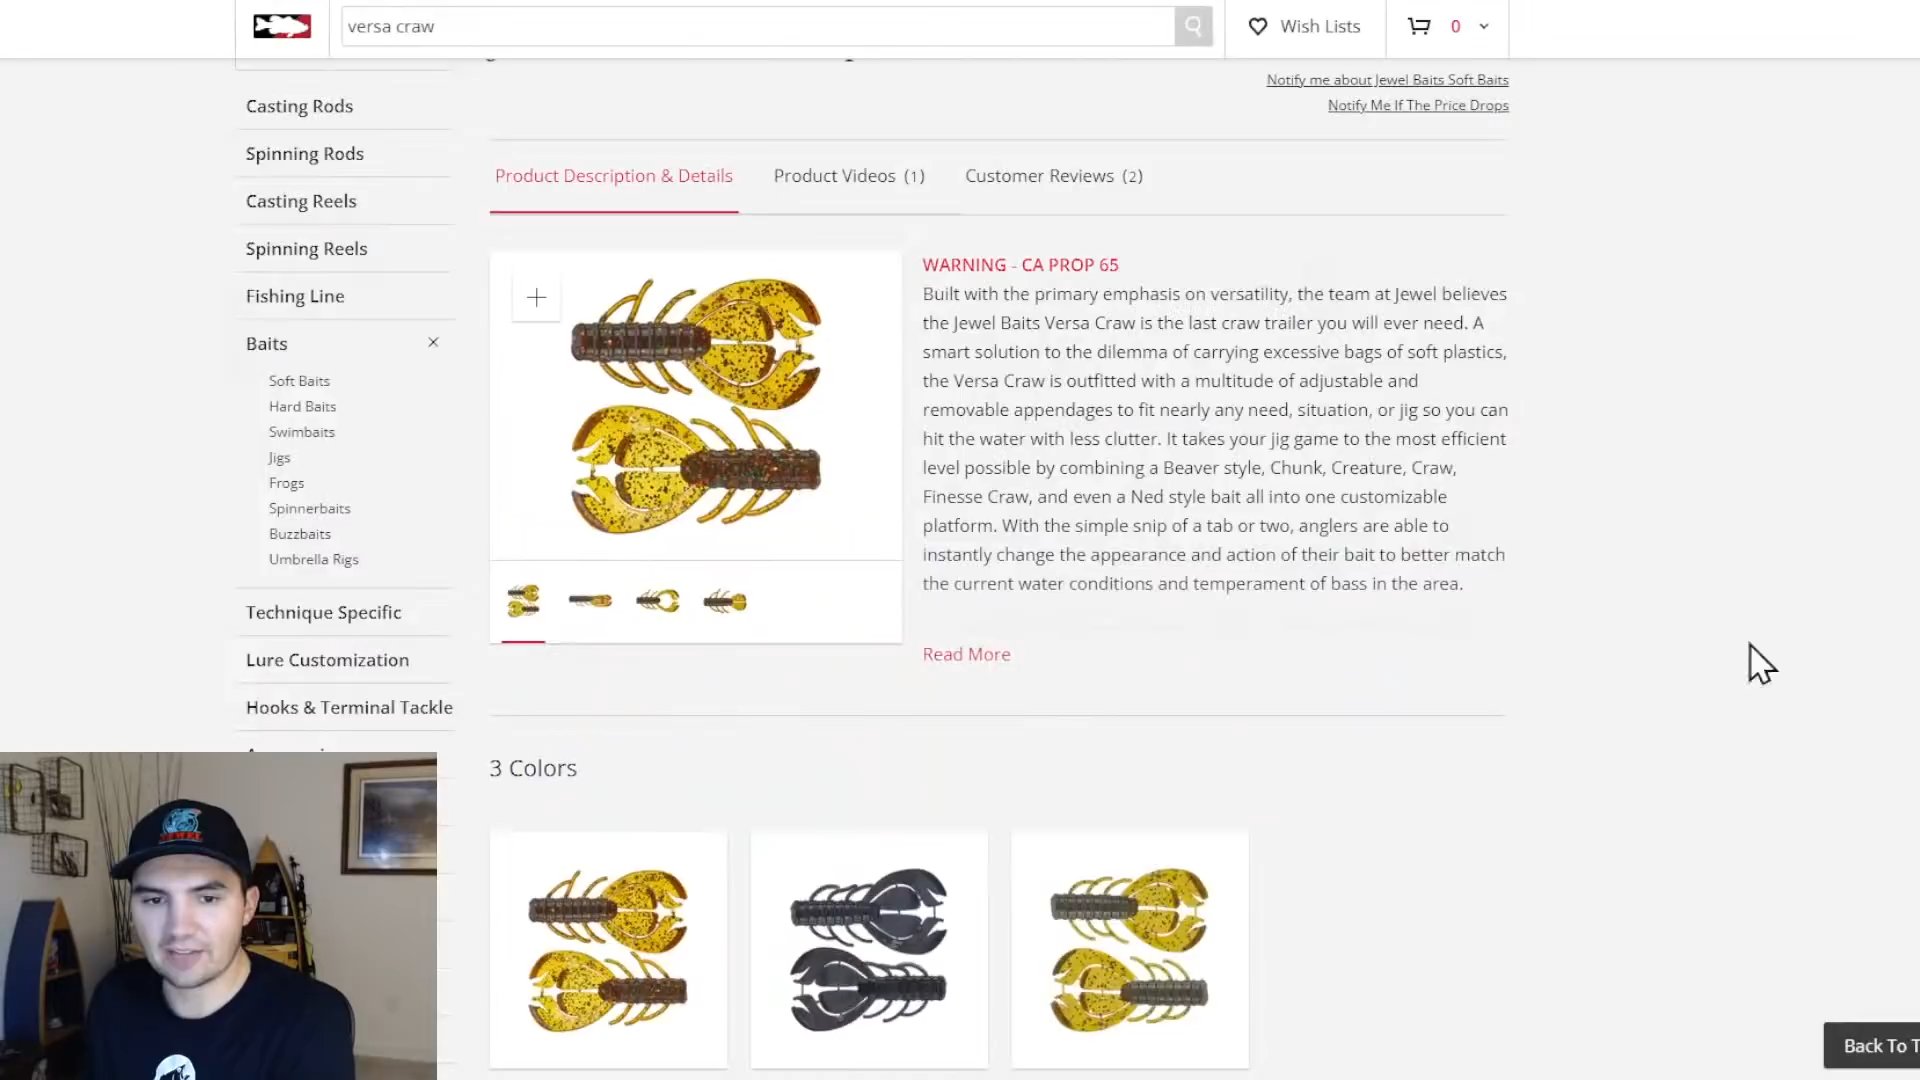 versa craw
Wish Lists
0
Notify me about Jewel Baits Soft Baits
Notify Me If The Price Drops
Casting Rods
Spinning Rods
Casting Reels
Spinning Reels
Fishing Line
Baits
Soft Baits
Hard Baits
Swimbaits
Jigs
Frogs
Spinnerbaits
Buzzbaits
Umbrella Rigs
Technique Specific
Lure Customization
Hooks & Terminal Tackle
Product Description & Details
Product Videos (1)
Customer Reviews (2)
WARNING - CA PROP 65
Built with the primary emphasis on versatility, the team at Jewel believes
the Jewel Baits Versa Craw is the last craw trailer you will ever need. A
smart solution to the dilemma of carrying excessive bags of soft plastics,
the Versa Craw is outfitted with a multitude of adjustable and
removable appendages to fit nearly any need, situation, or jig so you can
hit the water with less clutter. It takes your jig game to the most efficient
level possible by combining a Beaver style, Chunk, Creature, Craw,
Finesse Craw, and even a Ned style bait all into one customizable
platform. With the simple snip of a tab or two, anglers are able to
instantly change the appearance and action of their bait to better match
the current water conditions and temperament of bass in the area.
Read More
3 Colors
Back To T